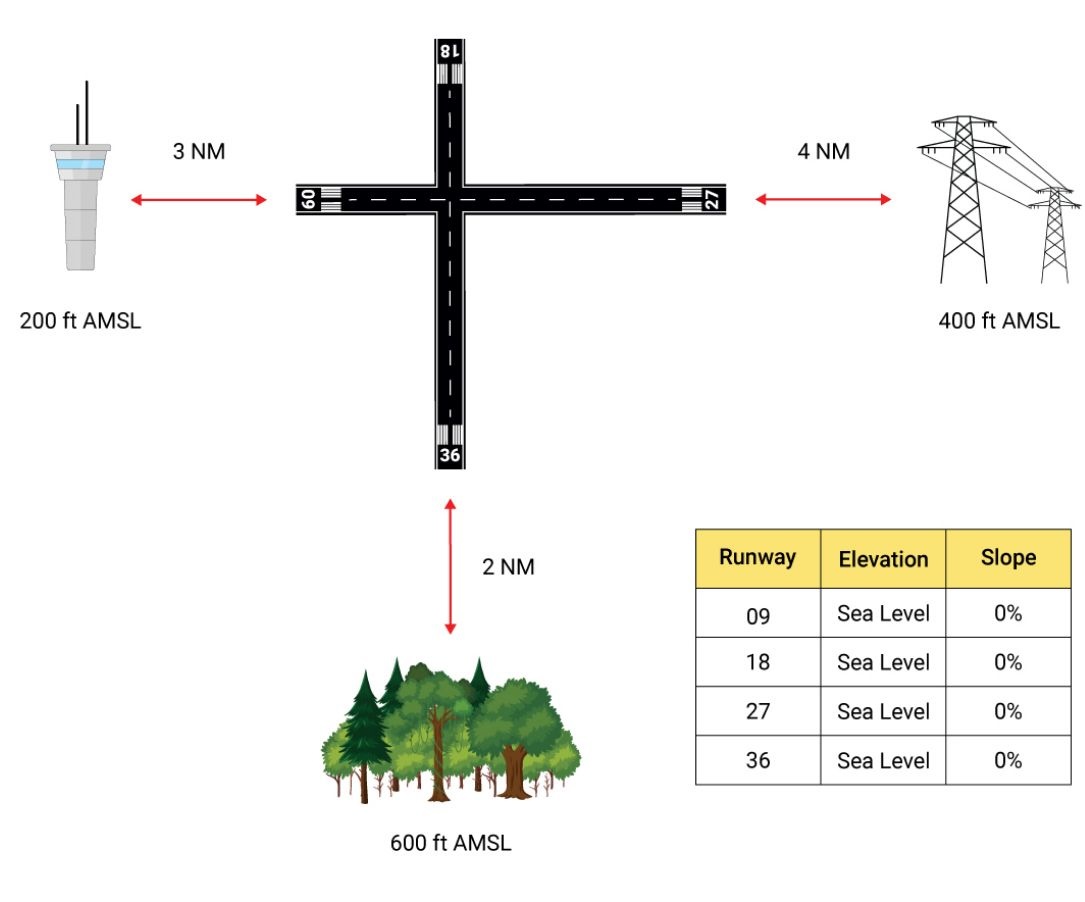 18
3 NM
4 NM
09
27
200 ft AMSL
400 ft AMSL
36
2 NM
Runway Elevation Slope
09 Sea Level 0%
18 Sea Level 0%
27 Sea Level 0%
36 Sea Level 0%
600 ft AMSL